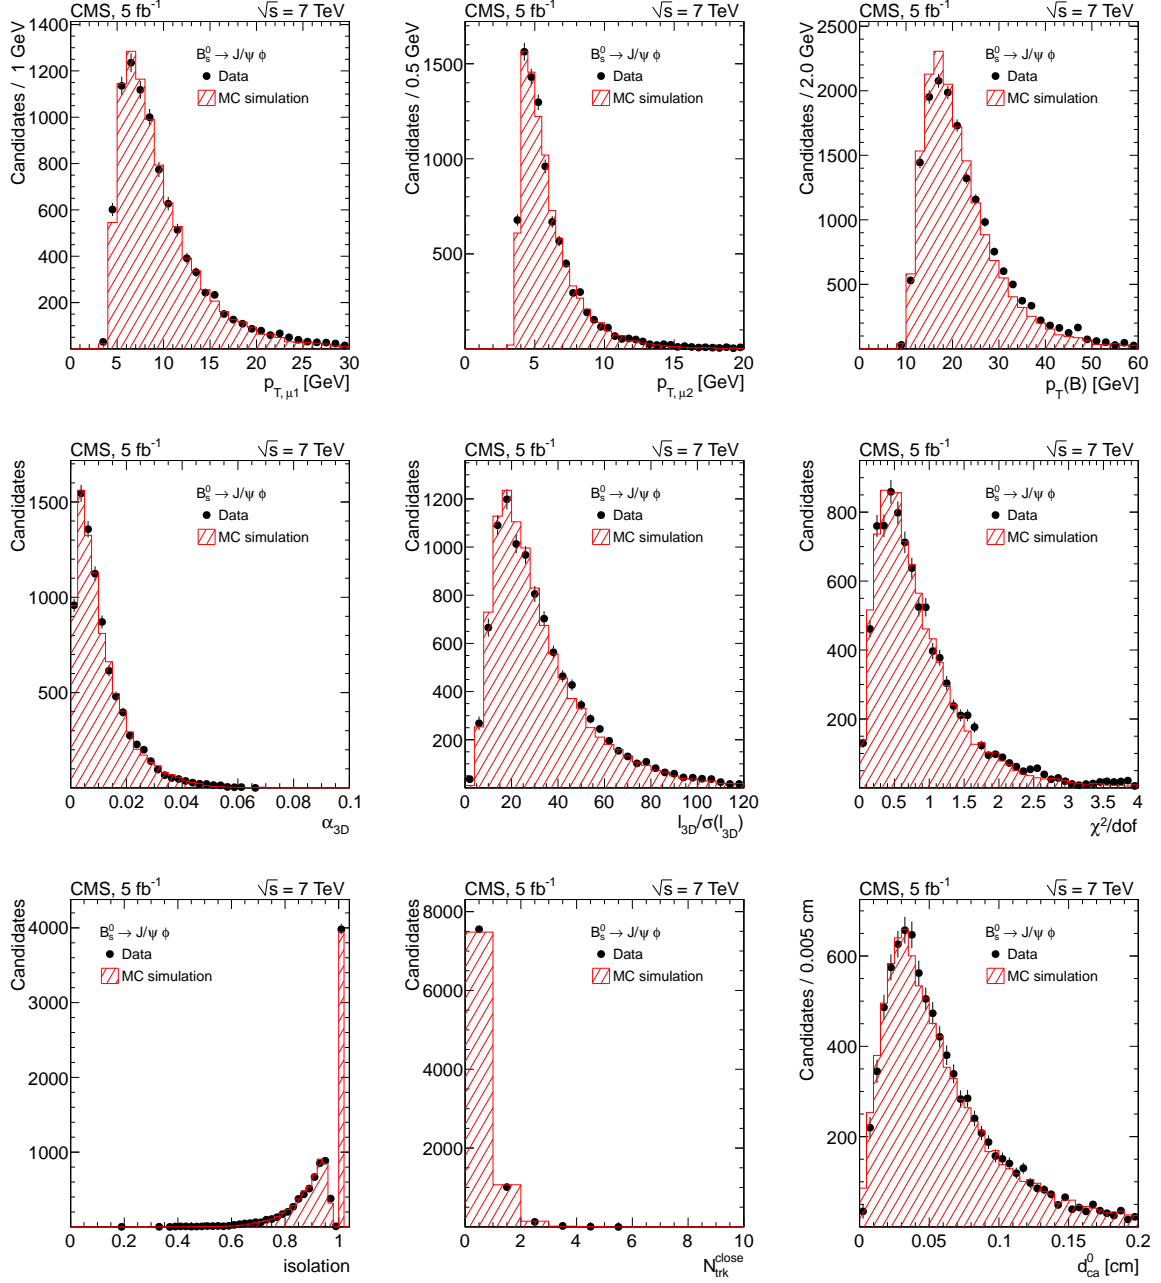 CMS, 5 fb⁻¹ √s = 7 TeV
Candidates / 1 GeV
B⁰ₛ → J/ψ φ
Data
MC simulation
200 400 600 800 1000 1200 1400
0 5 10 15 20 25 30
p_T, μ1 [GeV]
CMS, 5 fb⁻¹ √s = 7 TeV
Candidates / 0.5 GeV
B⁰ₛ → J/ψ φ
Data
MC simulation
500 1000 1500
0 5 10 15 20
p_T, μ2 [GeV]
CMS, 5 fb⁻¹ √s = 7 TeV
Candidates / 2.0 GeV
B⁰ₛ → J/ψ φ
Data
MC simulation
0 500 1000 1500 2000 2500
0 10 20 30 40 50 60
p_T(B) [GeV]
CMS, 5 fb⁻¹ √s = 7 TeV
Candidates
B⁰ₛ → J/ψ φ
Data
MC simulation
500 1000 1500
0 0.02 0.04 0.06 0.08 0.1
α_3D
CMS, 5 fb⁻¹ √s = 7 TeV
Candidates
B⁰ₛ → J/ψ φ
Data
MC simulation
200 400 600 800 1000 1200
0 20 40 60 80 100 120
l_3D/σ(l_3D)
CMS, 5 fb⁻¹ √s = 7 TeV
Candidates
B⁰ₛ → J/ψ φ
Data
MC simulation
0 200 400 600 800
0 0.5 1 1.5 2 2.5 3 3.5 4
χ²/dof
CMS, 5 fb⁻¹ √s = 7 TeV
Candidates
B⁰ₛ → J/ψ φ
Data
MC simulation
0 1000 2000 3000 4000
0 0.2 0.4 0.6 0.8 1
isolation
CMS, 5 fb⁻¹ √s = 7 TeV
Candidates
B⁰ₛ → J/ψ φ
Data
MC simulation
0 2000 4000 6000 8000
0 2 4 6 8 10
N_trk^close
CMS, 5 fb⁻¹ √s = 7 TeV
Candidates / 0.005 cm
B⁰ₛ → J/ψ φ
Data
MC simulation
200 400 600
0 0.05 0.1 0.15 0.2
d⁰_ca [cm]